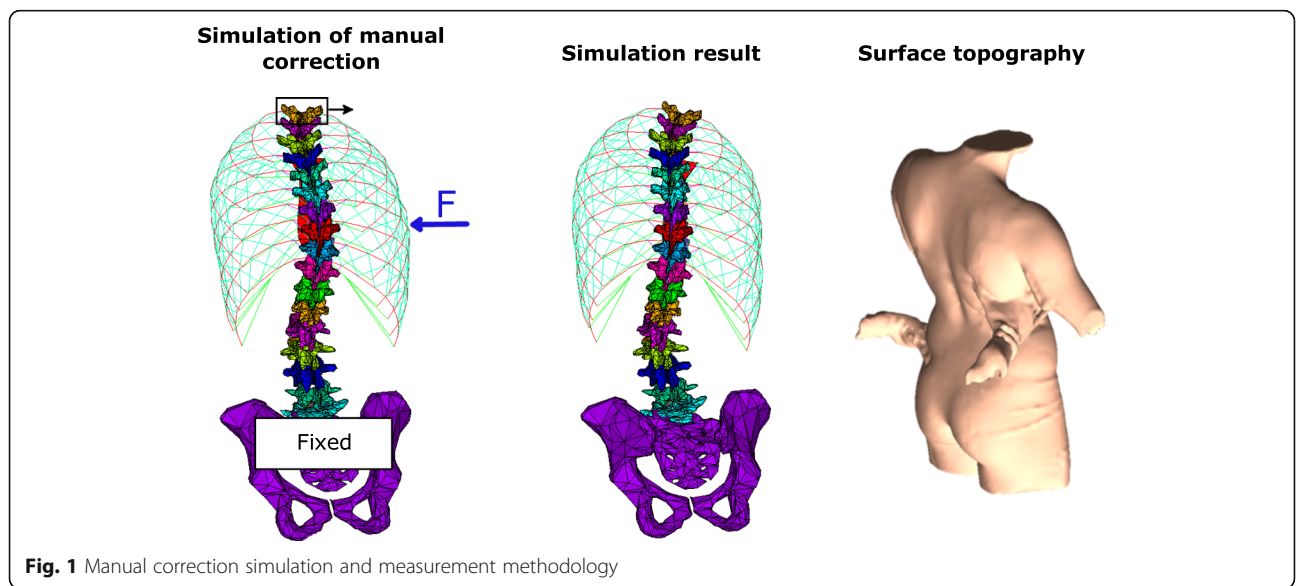 Simulation of manual
correction
Simulation result
Surface topography
F
Fixed
Fig. 1 Manual correction simulation and measurement methodology